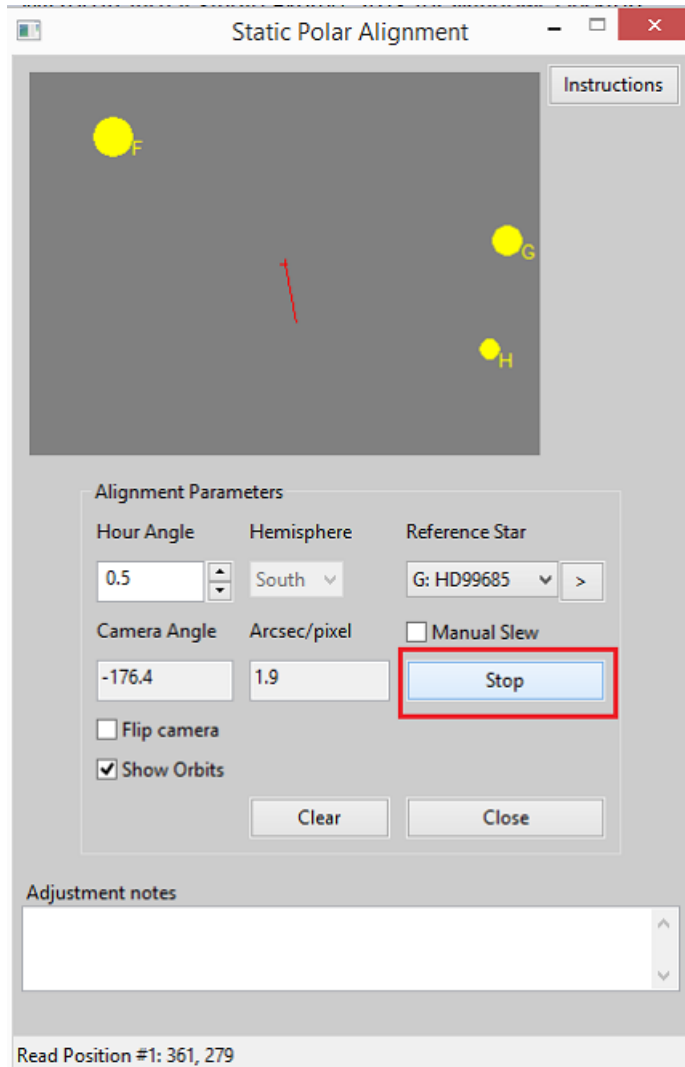 Static Polar Alignment
Instructions
F
G
H
Alignment Parameters
Hour Angle Hemisphere Reference Star
0.5 South G: HD99685 >
Camera Angle Arcsec/pixel Manual Slew
-176.4 1.9 Stop
Flip camera
Show Orbits
Clear Close
Adjustment notes
Read Position #1: 361, 279